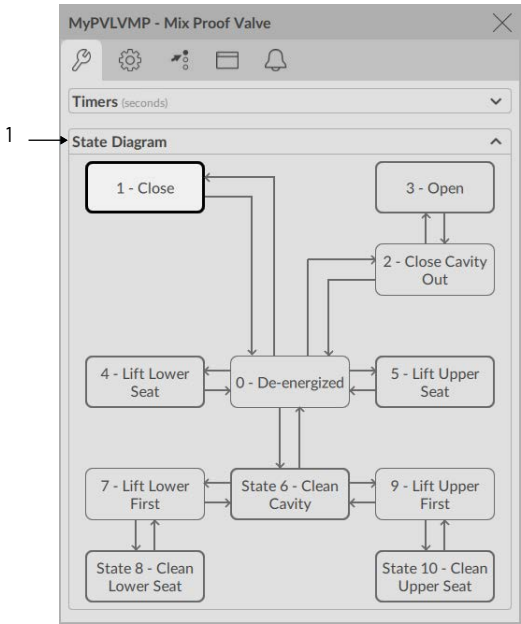 MyPVLVMP - Mix Proof Valve
Timers (seconds)
1
State Diagram
1 - Close
3 - Open
2 - Close Cavity
Out
4 - Lift Lower
Seat
0 - De-energized
5 - Lift Upper
Seat
7 - Lift Lower
First
State 6 - Clean
Cavity
9 - Lift Upper
First
State 8 - Clean
Lower Seat
State 10 - Clean
Upper Seat